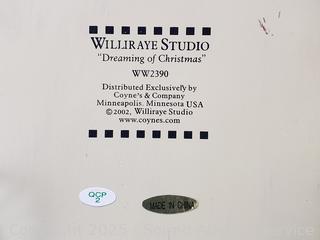 WILLIRAYE STUDIO
"Dreaming of Christmas"
WW2390
Distributed Exclusively by
Coyne's & Company
Minneapolis, Minnesota USA
©2002, Williraye Studio
www.coynes.com
QCP
2
MADE IN CHINA